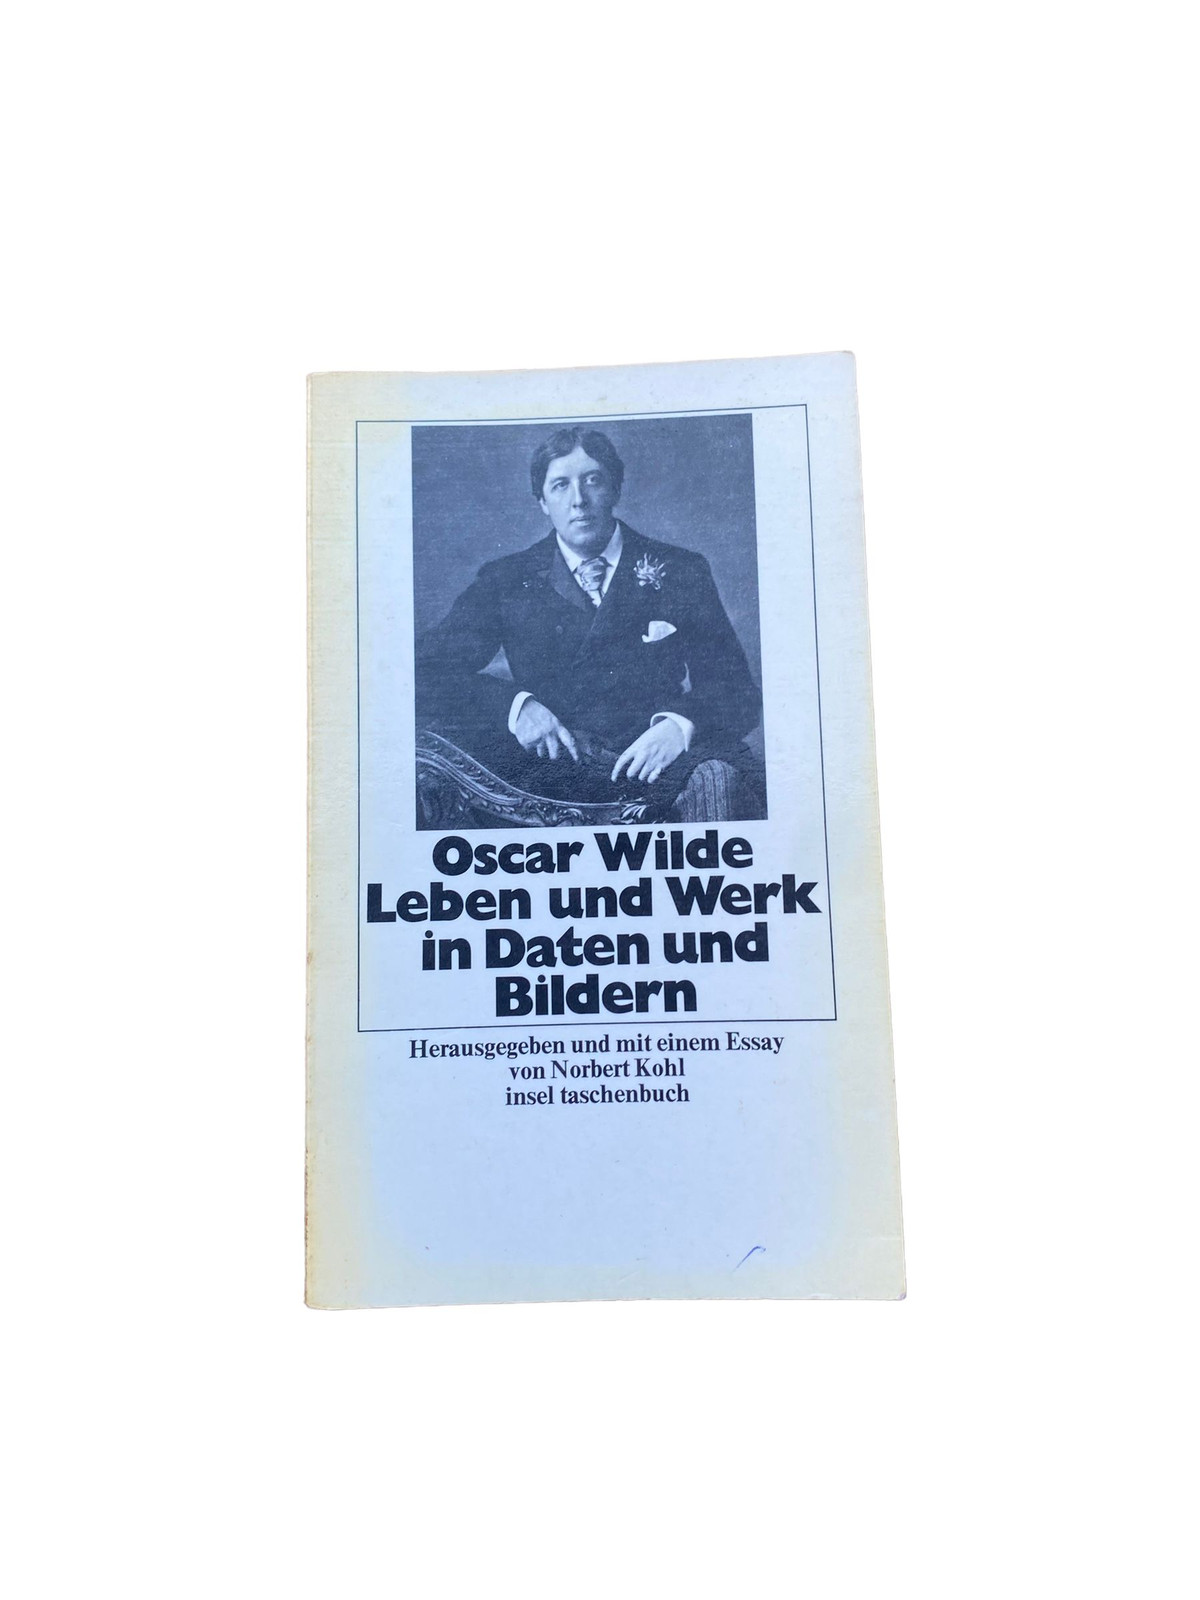 Oscar Wilde
Leben und Werk
in Daten und
Bildern
Herausgegeben und mit einem Essay
von Norbert Kohl
insel taschenbuch